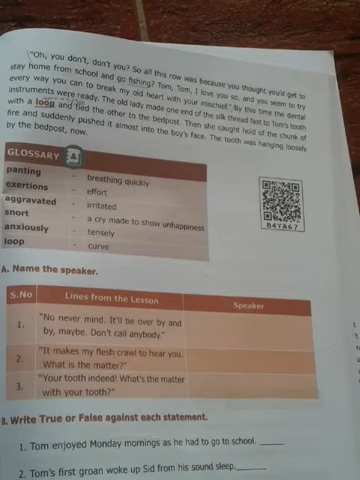 "Oh, you don't, don't you? So all this row was because you thought you'd get to
stay home from school and go fishing? Tom, Tom, I love you so, and you seem to try
every way you can to break my old heart with your mischief." By this time the dental
instruments were ready. The old lady made one end of the silk thread fast to Tom's tooth
with a loop and tied the other to the bedpost. Then she caught hold of the chunk of
fire and suddenly pushed it almost into the boy's face. The tooth was hanging loosely
by the bedpost, now.
GLOSSARY
panting - breathing quickly
exertions - effort
aggravated - irritated
snort - a cry made to show unhappiness
anxiously - tensely
loop - curve
B4YA67
A. Name the speaker.
S.No Lines from the Lesson Speaker
1. "No never mind. It'll be over by and
by, maybe. Don't call anybody."
2. "It makes my flesh crawl to hear you.
What is the matter?"
3. "Your tooth indeed! What's the matter
with your tooth?"
B. Write True or False against each statement.
1. Tom enjoyed Monday mornings as he had to go to school. _____
2. Tom's first groan woke up Sid from his sound sleep._____